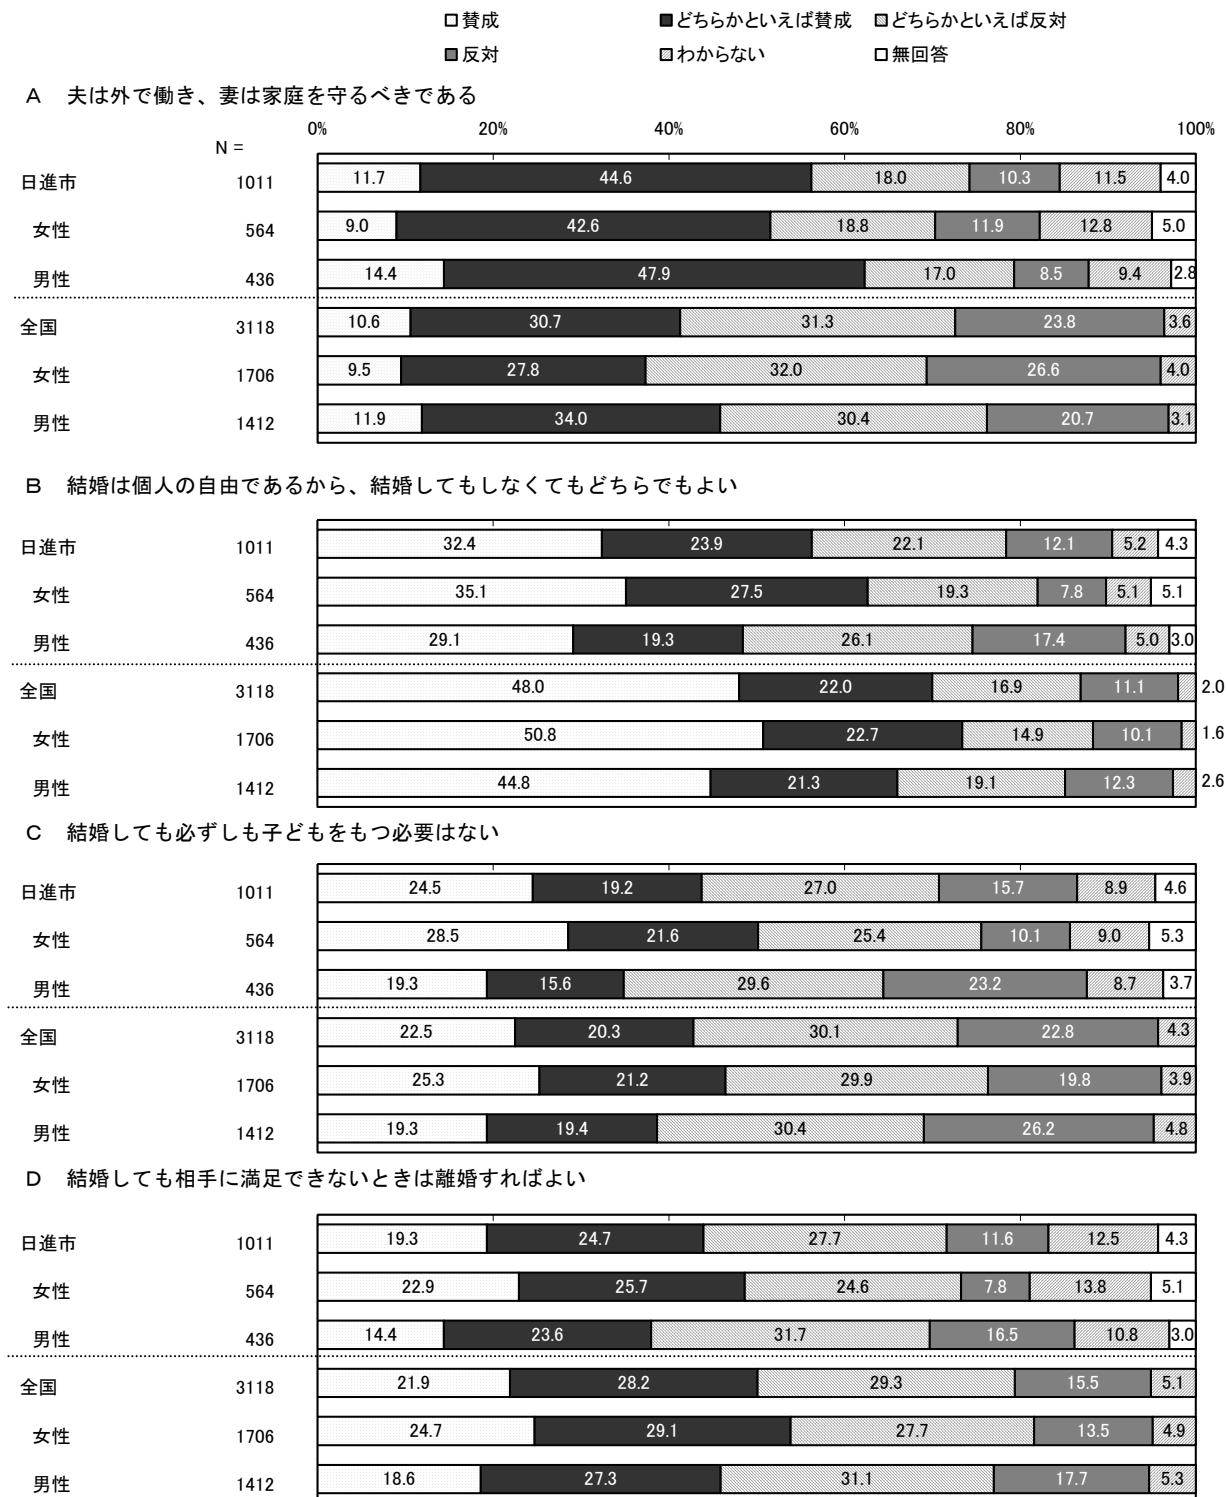 賛成 どちらかといえば賛成 どちらかといえば反対
反対 わからない 無回答
A 夫は外で働き、妻は家庭を守るべきである
0% 20% 40% 60% 80% 100%
N =
日進市 1011 11.7 44.6 18.0 10.3 11.5 4.0
女性 564 9.0 42.6 18.8 11.9 12.8 5.0
男性 436 14.4 47.9 17.0 8.5 9.4 2.8
全国 3118 10.6 30.7 31.3 23.8 3.6
女性 1706 9.5 27.8 32.0 26.6 4.0
男性 1412 11.9 34.0 30.4 20.7 3.1
B 結婚は個人の自由であるから、結婚してもしなくてもどちらでもよい
日進市 1011 32.4 23.9 22.1 12.1 5.2 4.3
女性 564 35.1 27.5 19.3 7.8 5.1 5.1
男性 436 29.1 19.3 26.1 17.4 5.0 3.0
全国 3118 48.0 22.0 16.9 11.1 2.0
女性 1706 50.8 22.7 14.9 10.1 1.6
男性 1412 44.8 21.3 19.1 12.3 2.6
C 結婚しても必ずしも子どもをもつ必要はない
日進市 1011 24.5 19.2 27.0 15.7 8.9 4.6
女性 564 28.5 21.6 25.4 10.1 9.0 5.3
男性 436 19.3 15.6 29.6 23.2 8.7 3.7
全国 3118 22.5 20.3 30.1 22.8 4.3
女性 1706 25.3 21.2 29.9 19.8 3.9
男性 1412 19.3 19.4 30.4 26.2 4.8
D 結婚しても相手に満足できないときは離婚すればよい
日進市 1011 19.3 24.7 27.7 11.6 12.5 4.3
女性 564 22.9 25.7 24.6 7.8 13.8 5.1
男性 436 14.4 23.6 31.7 16.5 10.8 3.0
全国 3118 21.9 28.2 29.3 15.5 5.1
女性 1706 24.7 29.1 27.7 13.5 4.9
男性 1412 18.6 27.3 31.1 17.7 5.3